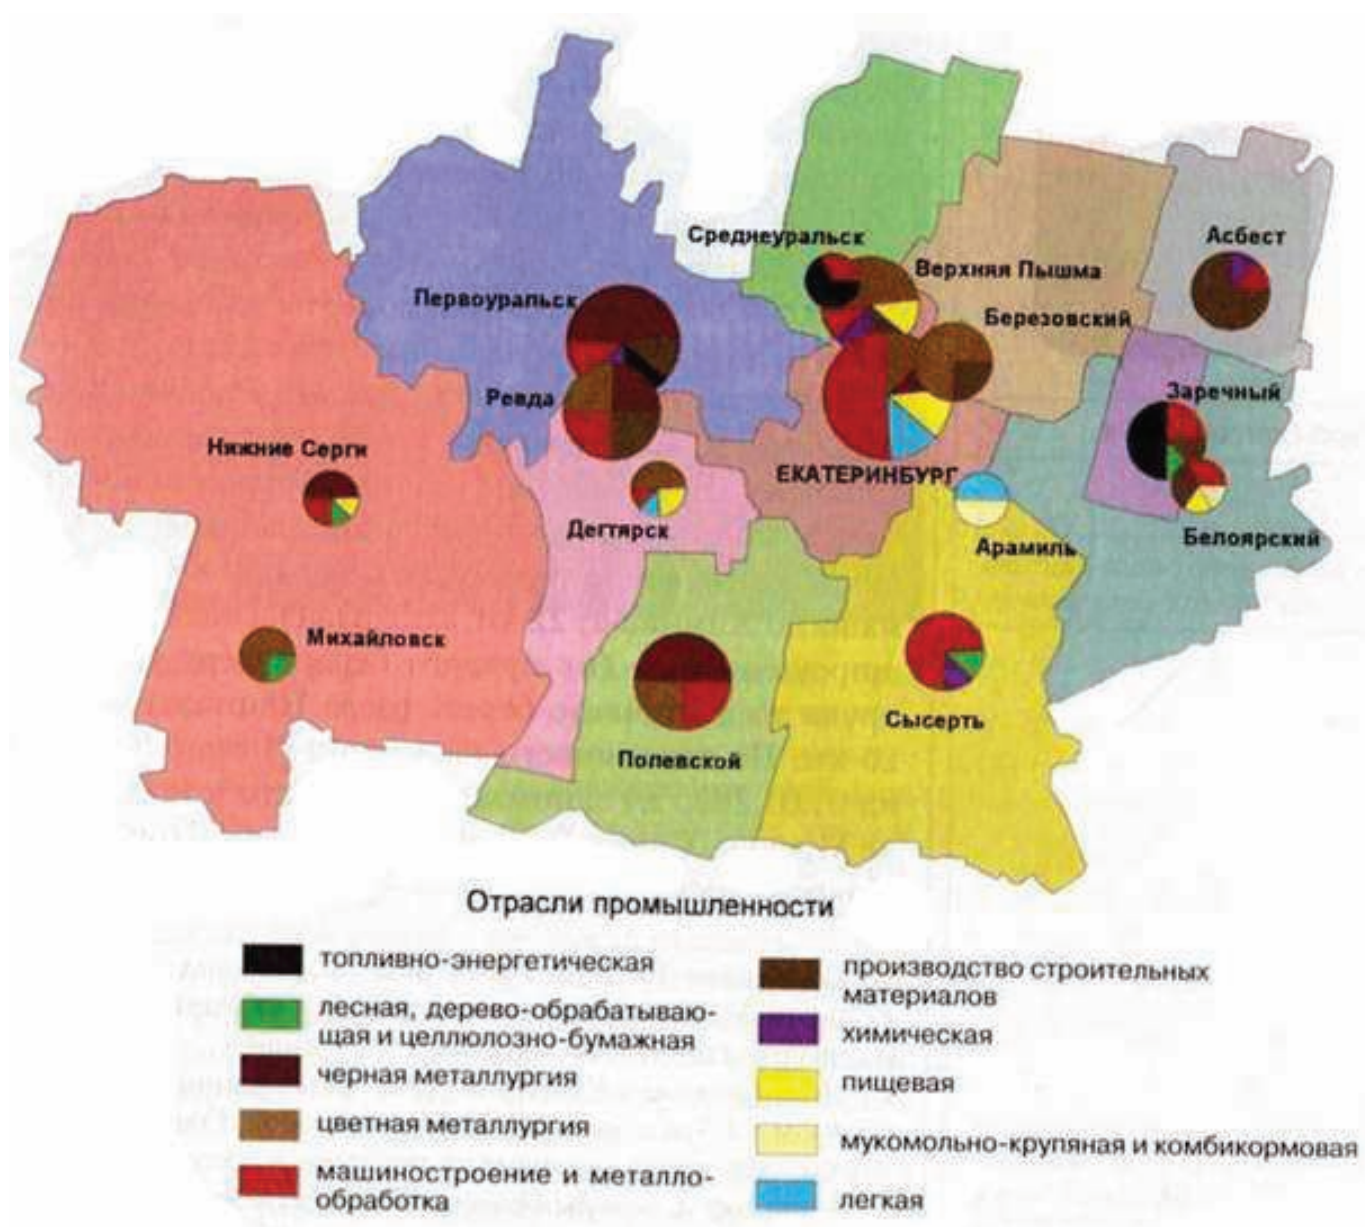 Среднеуральск
Асбест
Верхняя Пышма
Первоуральск
Березовский
Ревда
Заречный
Нижние Серги
ЕКАТЕРИНБУРГ
Дегтярск
Арамиль
Белоярский
Михайловск
Сысерть
Полевской
Отрасли промышленности
топливно-энергетическая
лесная, дерево-обрабатываю-
щая и целлюлозно-бумажная
черная металлургия
цветная металлургия
машиностроение и металло-
обработка
производство строительных
материалов
химическая
пищевая
мукомольно-крупяная и комбикормовая
легкая